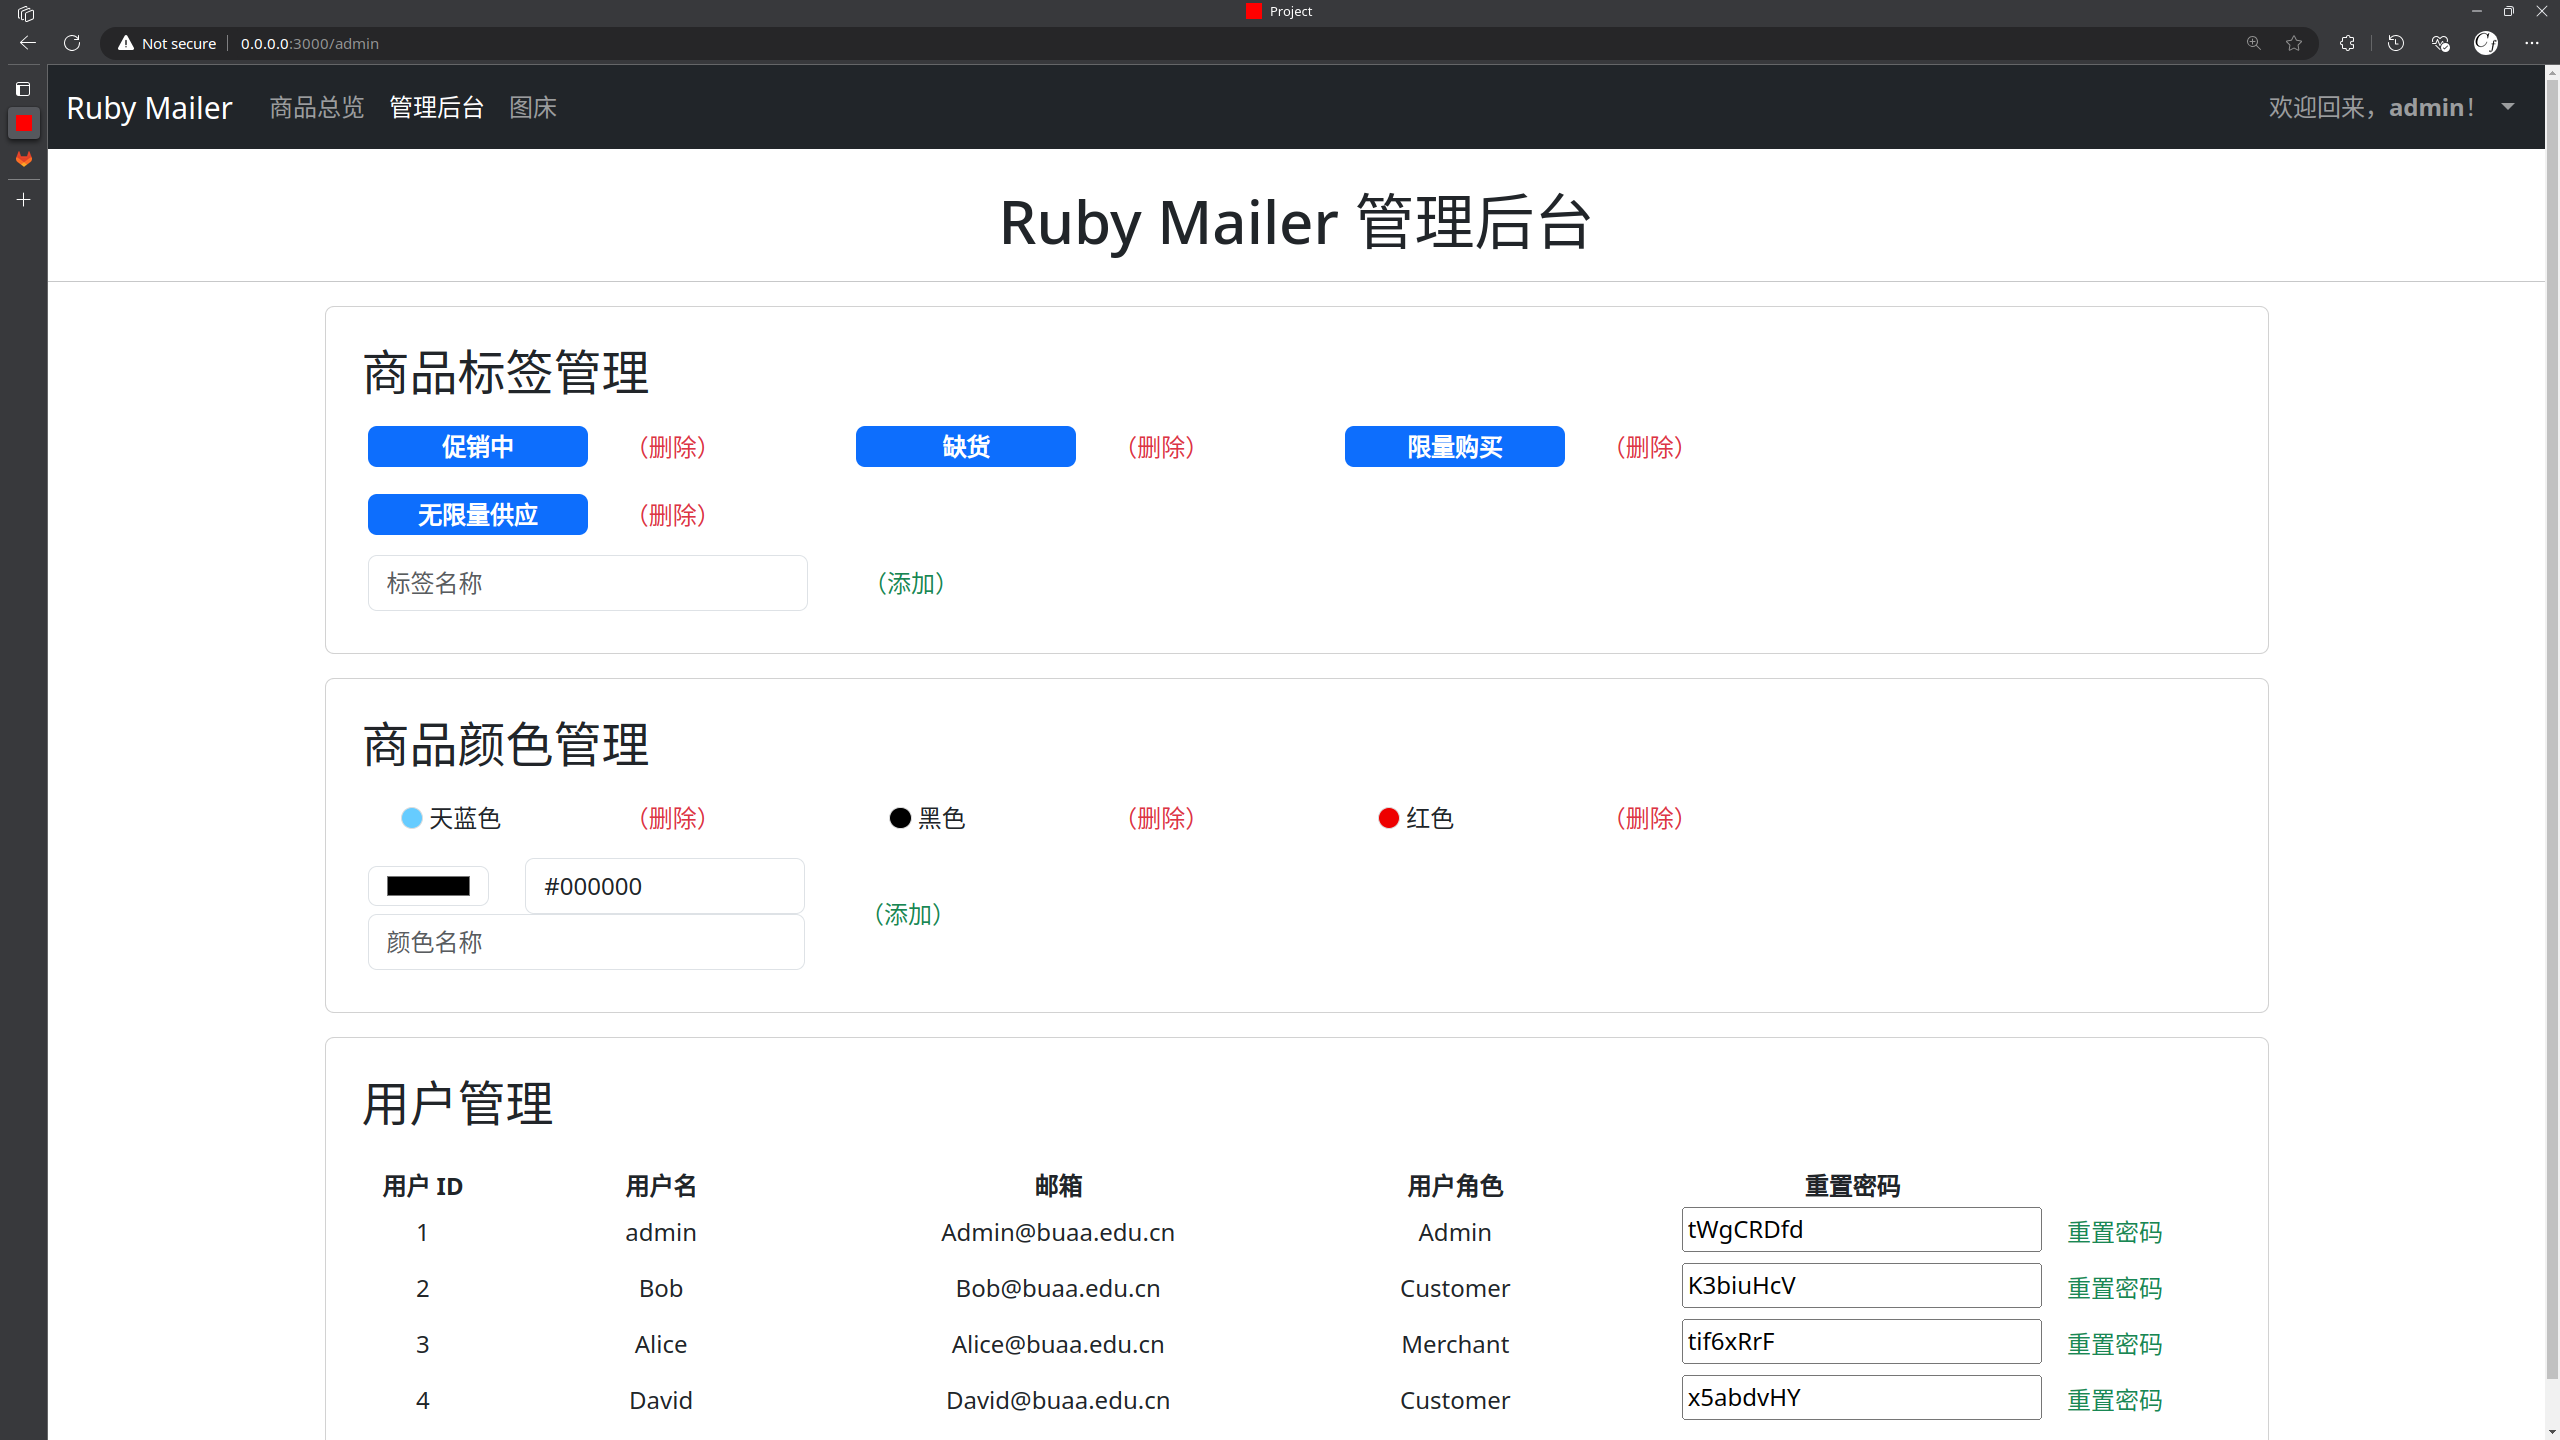 Project
Not secure 0.0.0.0:3000/admin
Ruby Mailer 商品总览 管理后台 图床 欢迎回来，admin！
Ruby Mailer 管理后台
商品标签管理
促销中 （删除） 缺货 （删除） 限量购买 （删除）
无限量供应 （删除）
标签名称 （添加）
商品颜色管理
天蓝色 （删除） 黑色 （删除） 红色 （删除）
#000000
（添加）
颜色名称
用户管理
用户 ID 用户名 邮箱 用户角色 重置密码
1 admin Admin@buaa.edu.cn Admin tWgCRDfd 重置密码
2 Bob Bob@buaa.edu.cn Customer K3biuHcV 重置密码
3 Alice Alice@buaa.edu.cn Merchant tif6xRrF 重置密码
4 David David@buaa.edu.cn Customer x5abdvHY 重置密码